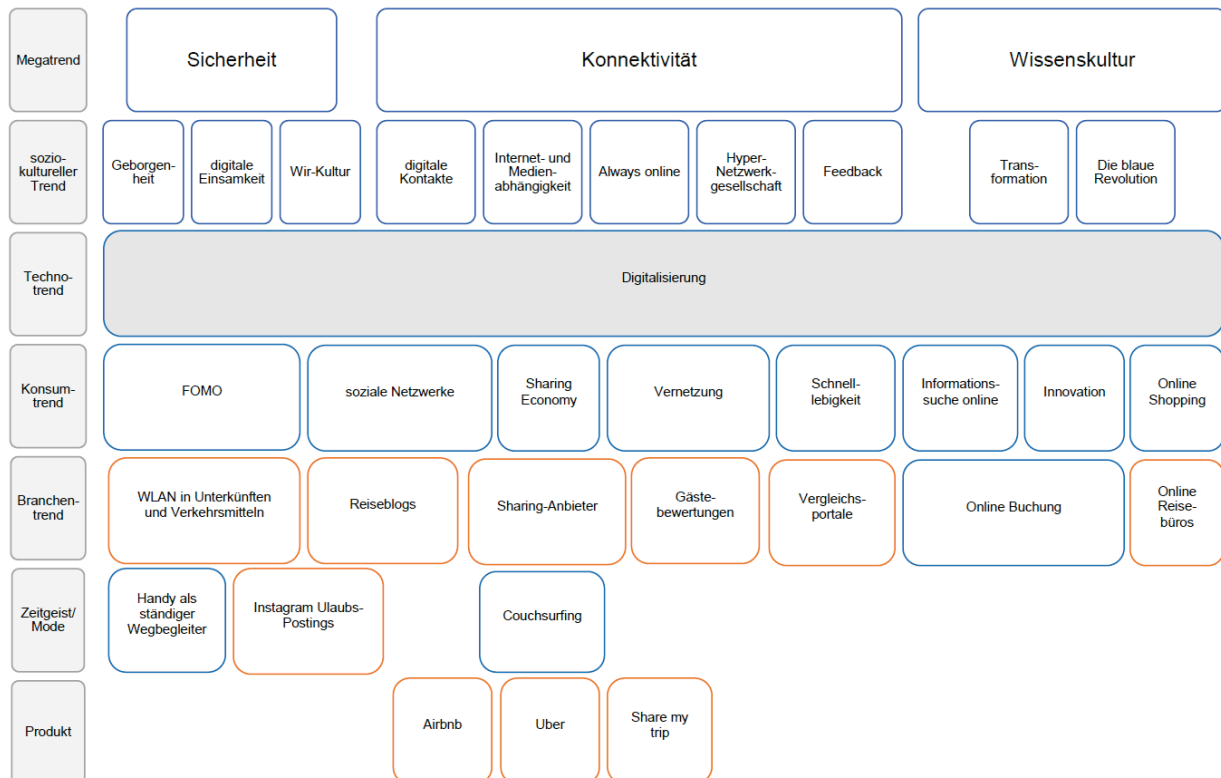 Megatrend
Sicherheit
Konnektivität
Wissenskultur
sozio-
kultureller
Trend
Geborgen-
heit
digitale
Einsamkeit
Wir-Kultur
digitale
Kontakte
Internet- und
Medien-
abhängigkeit
Always online
Hyper-
Netzwerk-
gesellschaft
Feedback
Trans-
formation
Die blaue
Revolution
Techno-
trend
Digitalisierung
Konsum-
trend
FOMO
soziale Netzwerke
Sharing
Economy
Vernetzung
Schnell-
lebigkeit
Informations-
suche online
Innovation
Online
Shopping
Branchen-
trend
WLAN in Unterkünften
und Verkehrsmitteln
Reiseblogs
Sharing-Anbieter
Gäste-
bewertungen
Vergleichs-
portale
Online Buchung
Online
Reise-
büros
Zeitgeist/
Mode
Handy als
ständiger
Wegbegleiter
Instagram Ulaubs-
Postings
Couchsurfing
Produkt
Airbnb
Uber
Share my
trip